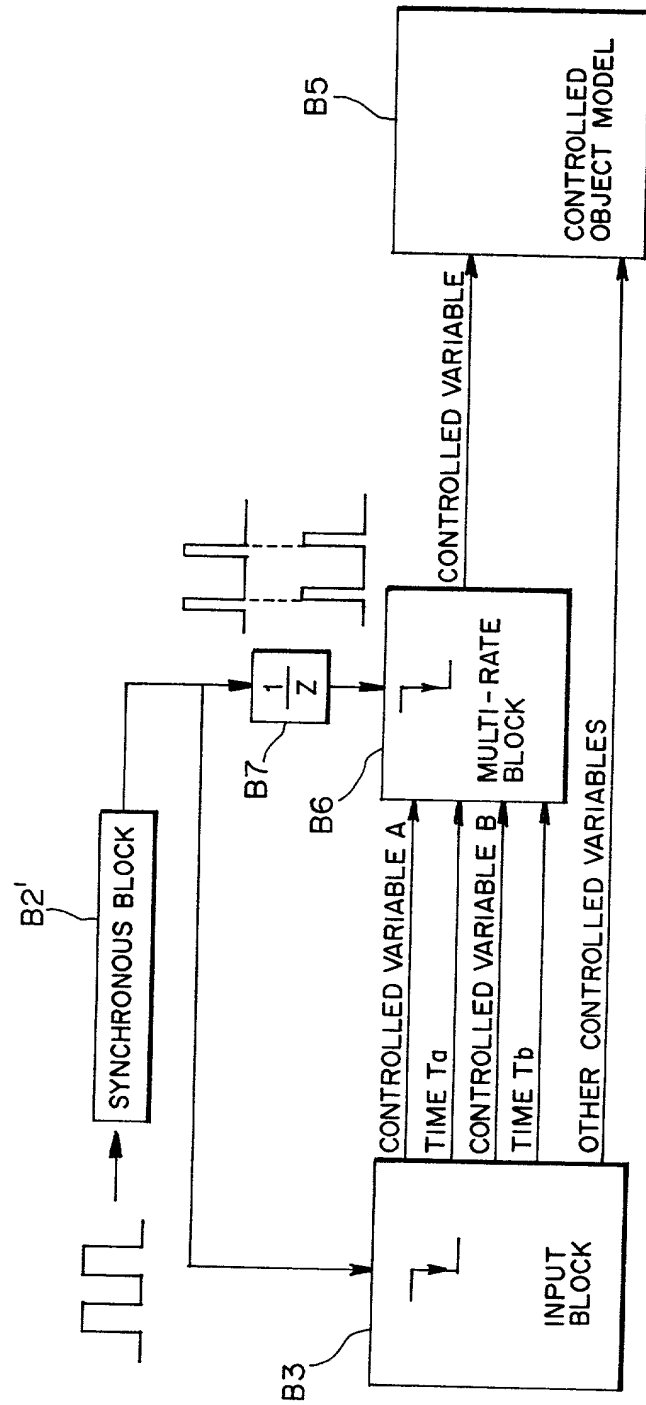 B2'
SYNCHRONOUS BLOCK
B7
1
Z
B5
CONTROLLED
OBJECT MODEL
B6
MULTI-RATE
BLOCK
CONTROLLED VARIABLE
B3
INPUT
BLOCK
CONTROLLED VARIABLE A
TIME Ta
CONTROLLED VARIABLE B
TIME Tb
OTHER CONTROLLED VARIABLES